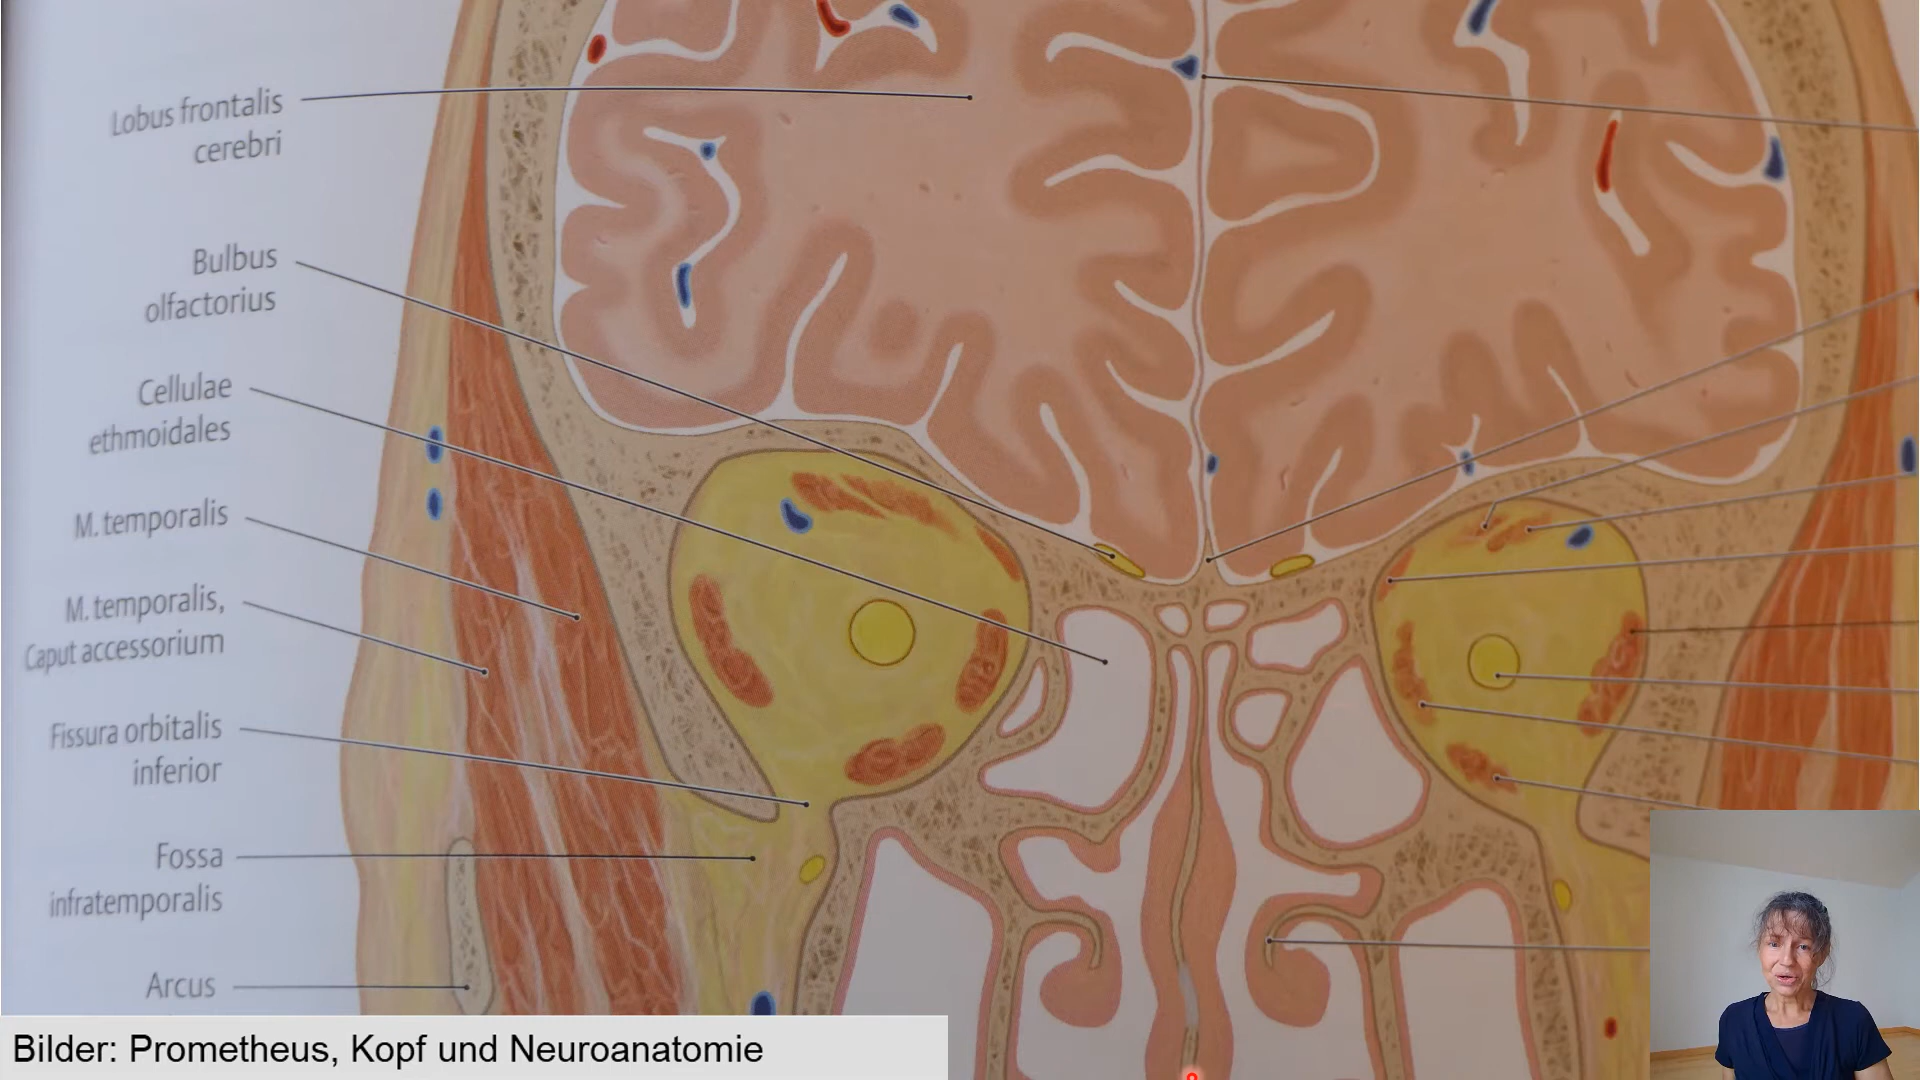 Lobus frontalis
cerebri
Bulbus
olfactorius
Cellulae
ethmoidales
M. temporalis
M. temporalis,
Caput accessorium
Fissura orbitalis
inferior
Fossa
infratemporalis
Arcus
Bilder: Prometheus, Kopf und Neuroanatomie